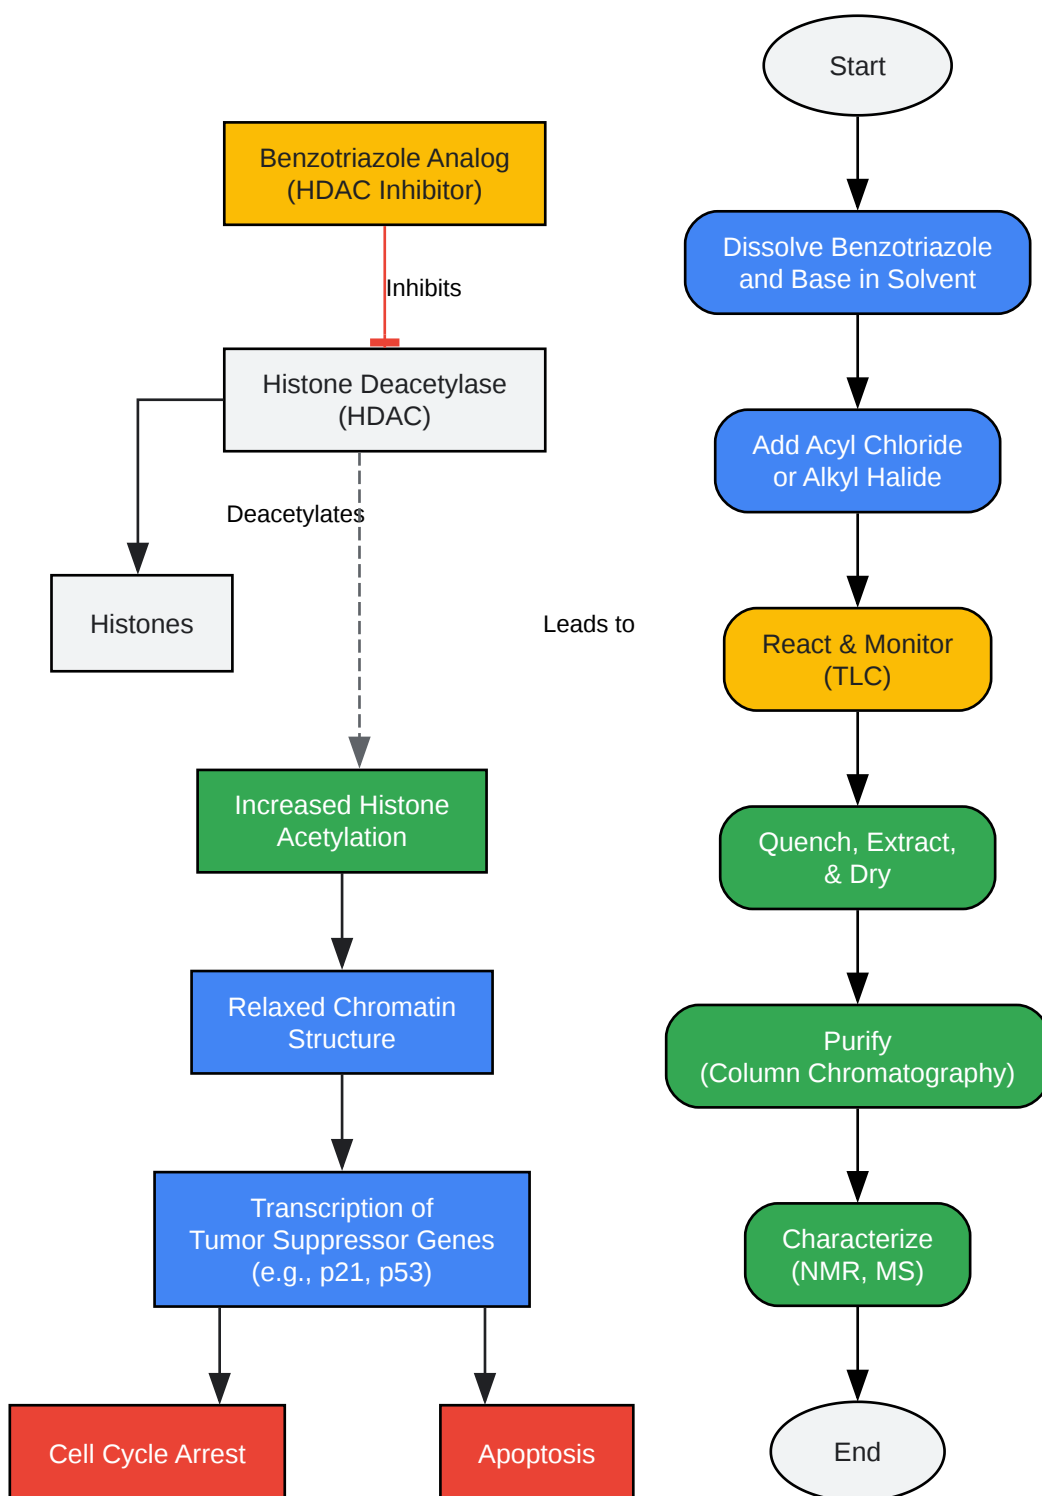 Benzotriazole Analog
(HDAC Inhibitor)
Inhibits
Histone Deacetylase
(HDAC)
Deacetylates
Histones
Leads to
Increased Histone
Acetylation
Relaxed Chromatin
Structure
Transcription of
Tumor Suppressor Genes
(e.g., p21, p53)
Cell Cycle Arrest
Apoptosis
Start
Dissolve Benzotriazole
and Base in Solvent
Add Acyl Chloride
or Alkyl Halide
React & Monitor
(TLC)
Quench, Extract,
& Dry
Purify
(Column Chromatography)
Characterize
(NMR, MS)
End